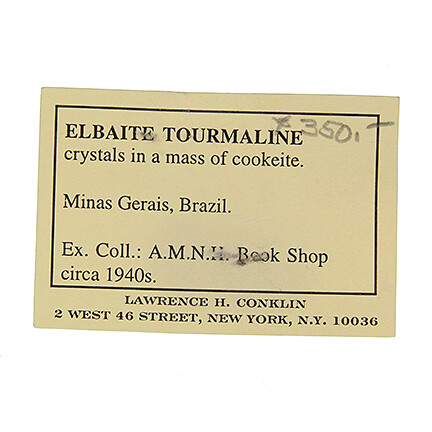 350.-
ELBAITE TOURMALINE
crystals in a mass of cookeite.
Minas Gerais, Brazil.
Ex. Coll.: A.M.N.H. Book Shop
circa 1940s.
LAWRENCE H. CONKLIN
2 WEST 46 STREET, NEW YORK, N.Y. 10036